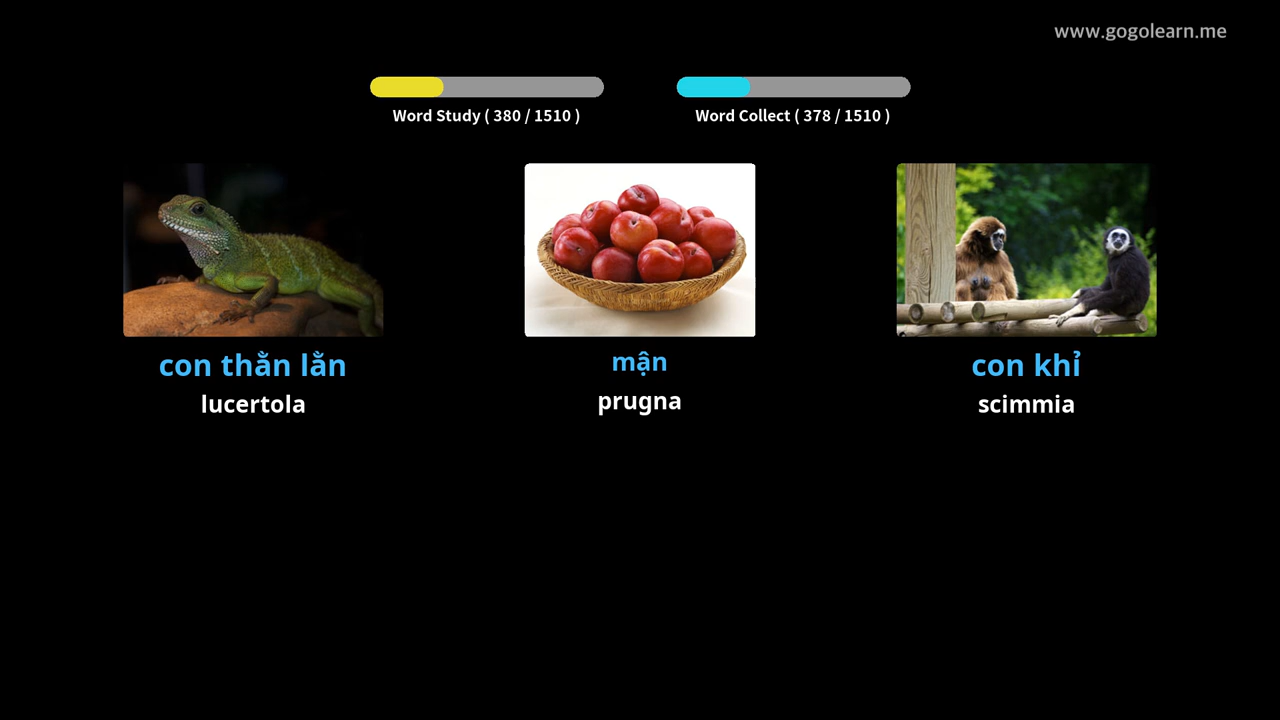 www.gogolearn.me
Word Study ( 380 / 1510 )
Word Collect ( 378 / 1510 )
con thằn lằn
lucertola
mận
prugna
con khỉ
scimmia